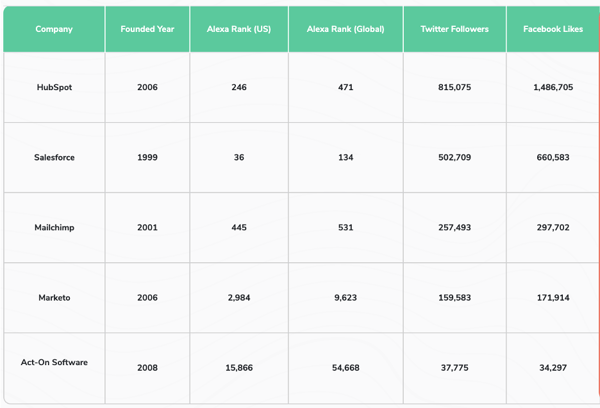 Company Founded Year Alexa Rank (US) Alexa Rank (Global) Twitter Followers Facebook Likes
HubSpot 2006 246 471 815,075 1,486,705
Salesforce 1999 36 134 502,709 660,583
Mailchimp 2001 445 531 257,493 297,702
Marketo 2006 2,984 9,623 159,583 171,914
Act-On Software 2008 15,866 54,668 37,775 34,297